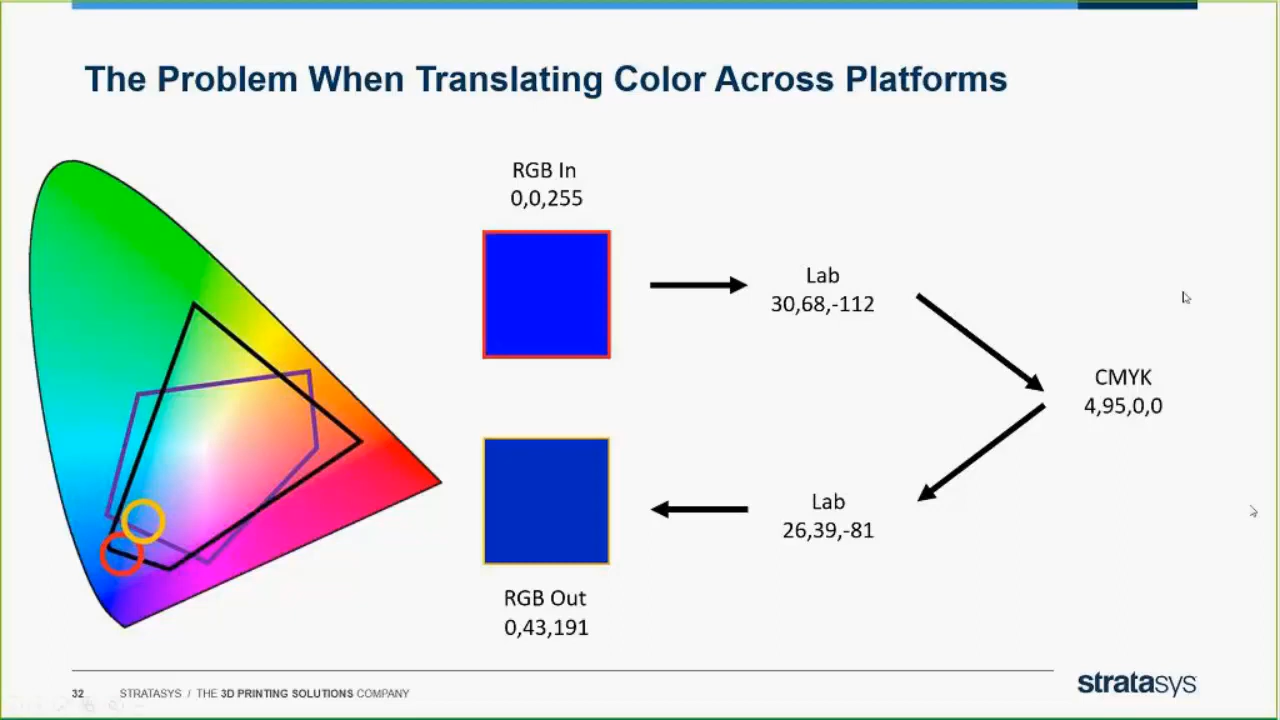 The Problem When Translating Color Across Platforms
RGB In
0,0,255
Lab
30,68,-112
CMYK
4,95,0,0
Lab
26,39,-81
RGB Out
0,43,191
32
STRATASYS / THE 3D PRINTING SOLUTIONS COMPANY
stratasys